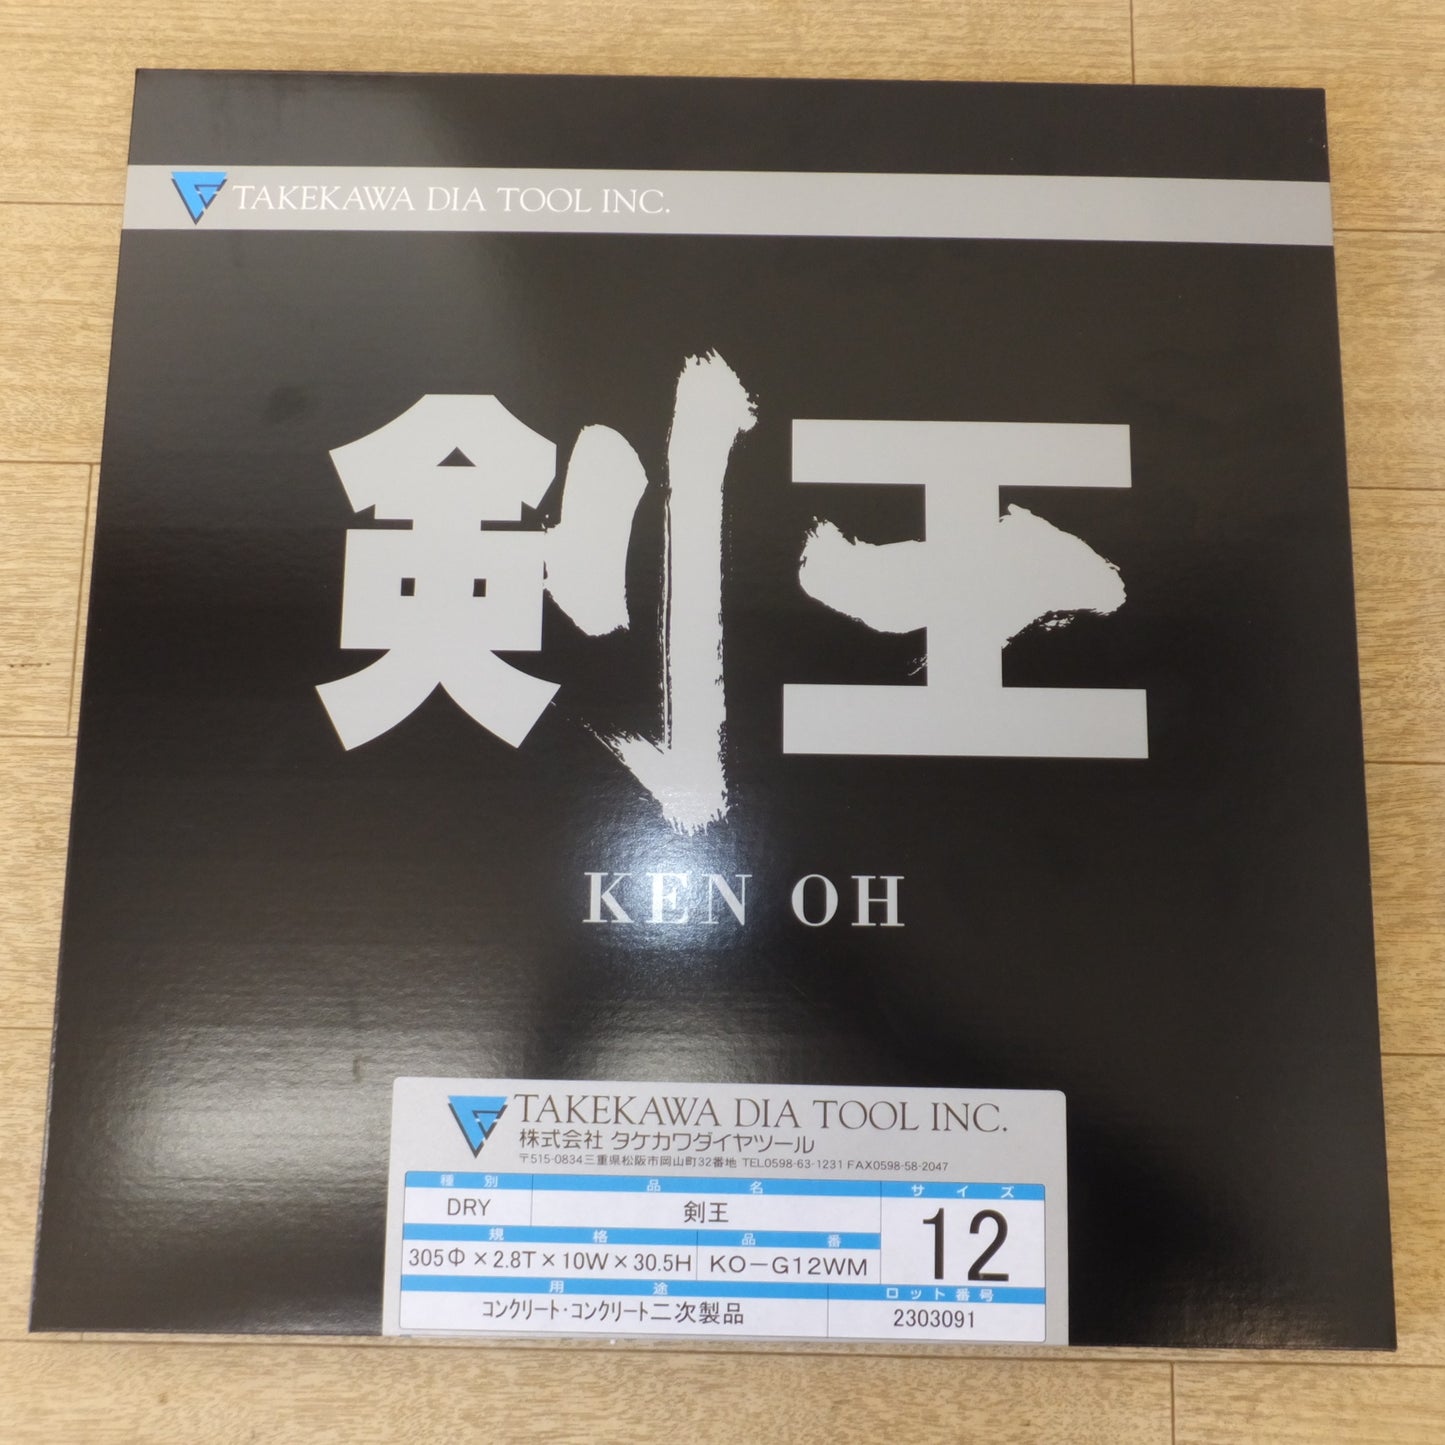 TAKEKAWA DIA TOOL INC.
剣王
KEN OH
TAKEKAWA DIA TOOL INC.
株式会社 タケカワダイヤツール
〒515-0834三重県松阪市岡山町32番地 TEL0598-63-1231 FAX0598-58-2047
種別 品名 サイズ
DRY 剣王 12
規格 品番
305Φ×2.8T×10W×30.5H KO-G12WM
用途 ロット番号
コンクリート・コンクリート二次製品 2303091